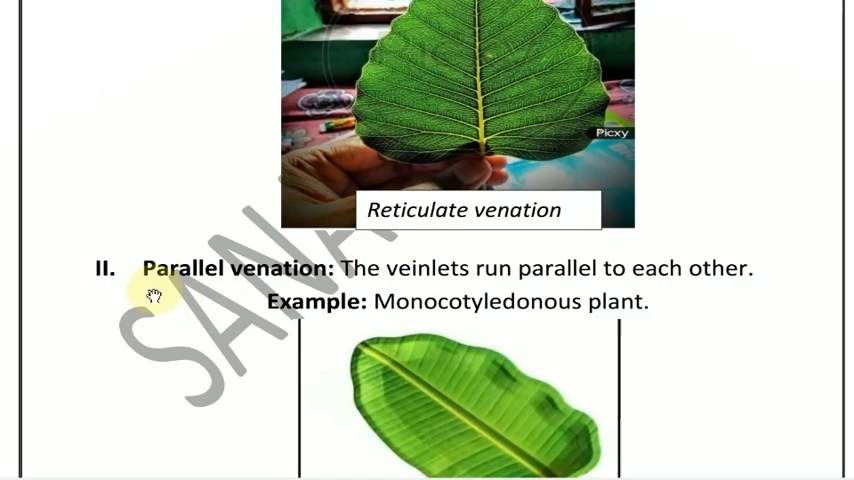 Picxy
Reticulate venation
II. Parallel venation: The veinlets run parallel to each other.
Example: Monocotyledonous plant.